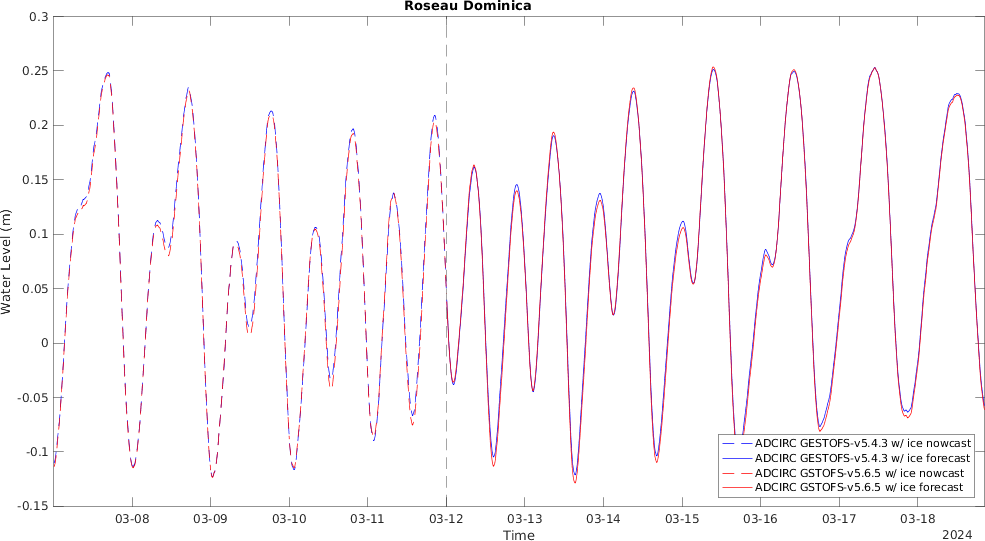 Roseau Dominica
0.3
0.25
0.2
0.15
0.1
0.05
0
-0.05
-0.1
-0.15
Water Level (m)
03-08 03-09 03-10 03-11 03-12 03-13 03-14 03-15 03-16 03-17 03-18
Time
2024
ADCIRC GESTOFS-v5.4.3 w/ ice nowcast
ADCIRC GESTOFS-v5.4.3 w/ ice forecast
ADCIRC GSTOFS-v5.6.5 w/ ice nowcast
ADCIRC GSTOFS-v5.6.5 w/ ice forecast